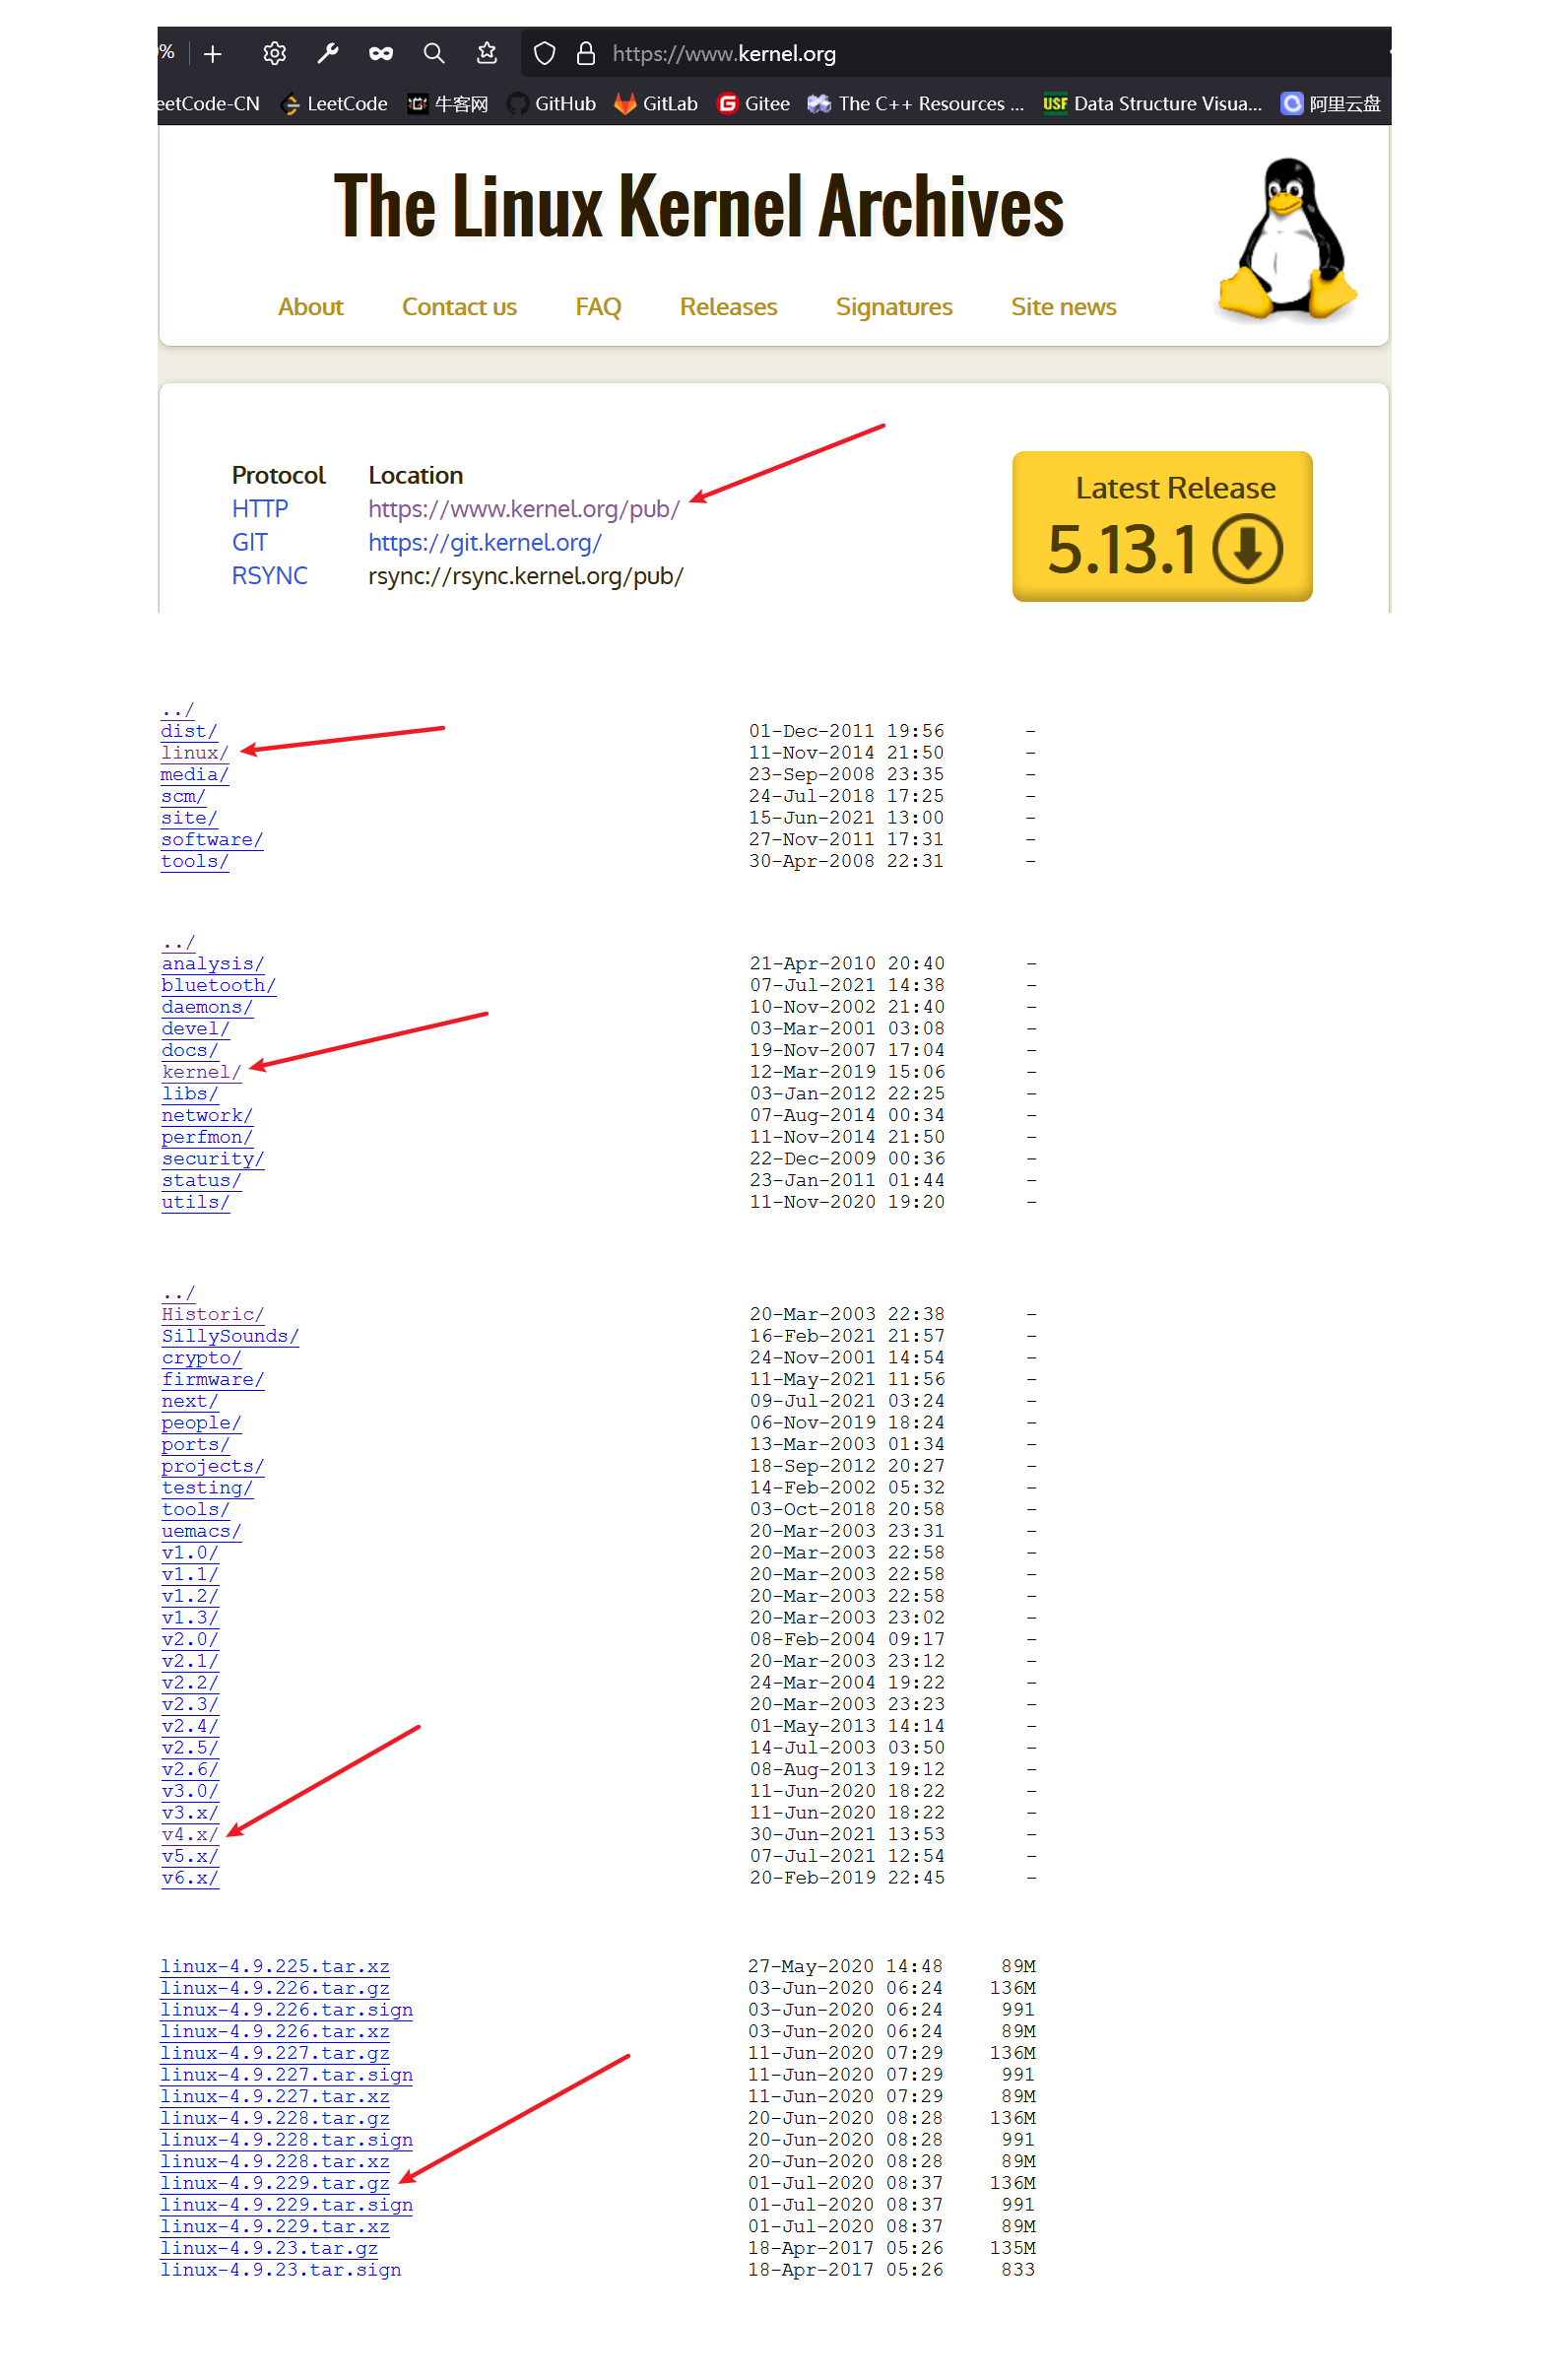 % + https://www.kernel.org
eetCode-CN LeetCode 牛客网 GitHub GitLab Gitee The C++ Resources ... USF Data Structure Visua... 阿里云盘
The Linux Kernel Archives
About Contact us FAQ Releases Signatures Site news
Protocol Location
HTTP https://www.kernel.org/pub/
GIT https://git.kernel.org/
RSYNC rsync://rsync.kernel.org/pub/
Latest Release
5.13.1
../
dist/ 01-Dec-2011 19:56 -
linux/ 11-Nov-2014 21:50 -
media/ 23-Sep-2008 23:35 -
scm/ 24-Jul-2018 17:25 -
site/ 15-Jun-2021 13:00 -
software/ 27-Nov-2011 17:31 -
tools/ 30-Apr-2008 22:31 -
../
analysis/ 21-Apr-2010 20:40 -
bluetooth/ 07-Jul-2021 14:38 -
daemons/ 10-Nov-2002 21:40 -
devel/ 03-Mar-2001 03:08 -
docs/ 19-Nov-2007 17:04 -
kernel/ 12-Mar-2019 15:06 -
libs/ 03-Jan-2012 22:25 -
network/ 07-Aug-2014 00:34 -
perfmon/ 11-Nov-2014 21:50 -
security/ 22-Dec-2009 00:36 -
status/ 23-Jan-2011 01:44 -
utils/ 11-Nov-2020 19:20 -
../
Historic/ 20-Mar-2003 22:38 -
SillySounds/ 16-Feb-2021 21:57 -
crypto/ 24-Nov-2001 14:54 -
firmware/ 11-May-2021 11:56 -
next/ 09-Jul-2021 03:24 -
people/ 06-Nov-2019 18:24 -
ports/ 13-Mar-2003 01:34 -
projects/ 18-Sep-2012 20:27 -
testing/ 14-Feb-2002 05:32 -
tools/ 03-Oct-2018 20:58 -
uemacs/ 20-Mar-2003 23:31 -
v1.0/ 20-Mar-2003 22:58 -
v1.1/ 20-Mar-2003 22:58 -
v1.2/ 20-Mar-2003 22:58 -
v1.3/ 20-Mar-2003 23:02 -
v2.0/ 08-Feb-2004 09:17 -
v2.1/ 20-Mar-2003 23:12 -
v2.2/ 24-Mar-2004 19:22 -
v2.3/ 20-Mar-2003 23:23 -
v2.4/ 01-May-2013 14:14 -
v2.5/ 14-Jul-2003 03:50 -
v2.6/ 08-Aug-2013 19:12 -
v3.0/ 11-Jun-2020 18:22 -
v3.x/ 11-Jun-2020 18:22 -
v4.x/ 30-Jun-2021 13:53 -
v5.x/ 07-Jul-2021 12:54 -
v6.x/ 20-Feb-2019 22:45 -
linux-4.9.225.tar.xz 27-May-2020 14:48 89M
linux-4.9.226.tar.gz 03-Jun-2020 06:24 136M
linux-4.9.226.tar.sign 03-Jun-2020 06:24 991
linux-4.9.226.tar.xz 03-Jun-2020 06:24 89M
linux-4.9.227.tar.gz 11-Jun-2020 07:29 136M
linux-4.9.227.tar.sign 11-Jun-2020 07:29 991
linux-4.9.227.tar.xz 11-Jun-2020 07:29 89M
linux-4.9.228.tar.gz 20-Jun-2020 08:28 136M
linux-4.9.228.tar.sign 20-Jun-2020 08:28 991
linux-4.9.228.tar.xz 20-Jun-2020 08:28 89M
linux-4.9.229.tar.gz 01-Jul-2020 08:37 136M
linux-4.9.229.tar.sign 01-Jul-2020 08:37 991
linux-4.9.229.tar.xz 01-Jul-2020 08:37 89M
linux-4.9.23.tar.gz 18-Apr-2017 05:26 135M
linux-4.9.23.tar.sign 18-Apr-2017 05:26 833